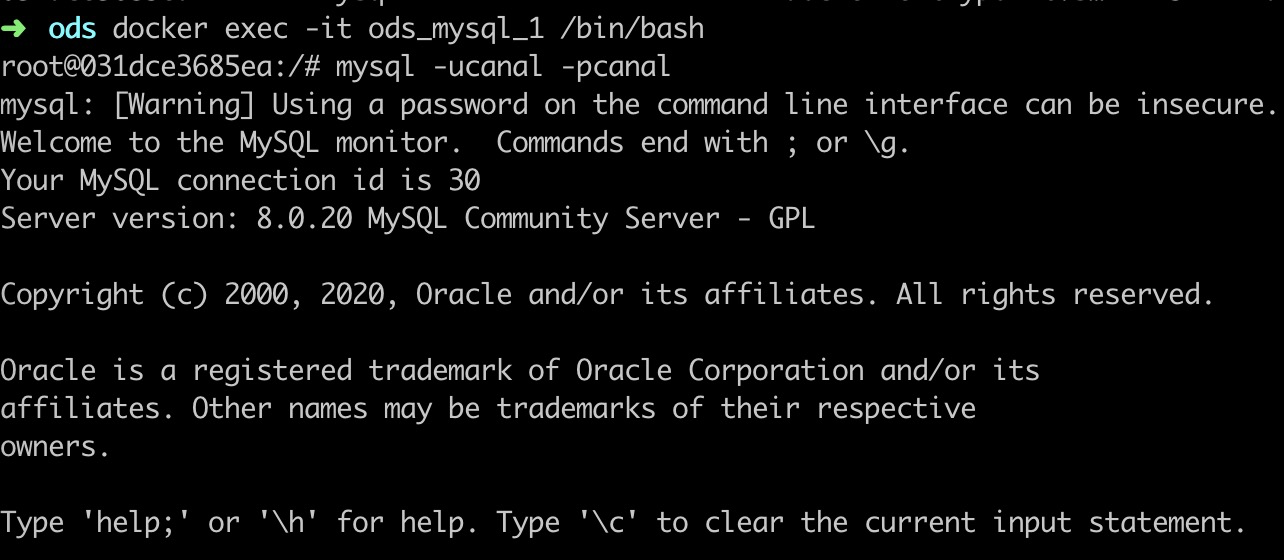 ➜ ods docker exec -it ods_mysql_1 /bin/bash
root@031dce3685ea:/# mysql -ucanal -pcanal
mysql: [Warning] Using a password on the command line interface can be insecure.
Welcome to the MySQL monitor.  Commands end with ; or \g.
Your MySQL connection id is 30
Server version: 8.0.20 MySQL Community Server - GPL

Copyright (c) 2000, 2020, Oracle and/or its affiliates. All rights reserved.

Oracle is a registered trademark of Oracle Corporation and/or its
affiliates. Other names may be trademarks of their respective
owners.

Type 'help;' or '\h' for help. Type '\c' to clear the current input statement.